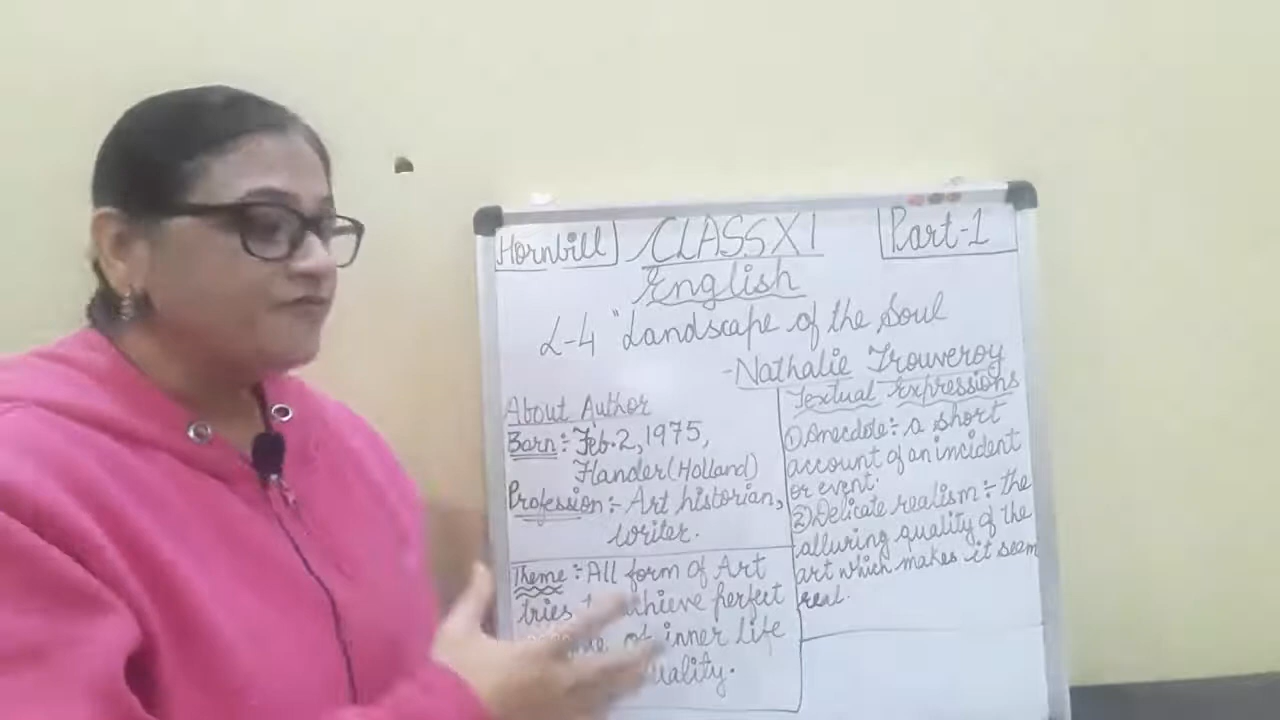 Hornbill CLASS XI Part-1
English
L-4 "Landscape of the Soul
-Nathalie Trouveroy
About Author
Born:- Feb. 2, 1975,
Flander (Holland)
Profession:- Art historian,
Writer.
Theme:- All form of Art
tries achieve perfect
of inner life
Textual Expressions
① Anecdote:- a short
account of an incident
or event.
② Delicate realism:- the
alluring quality of the
art which makes it seem
real.